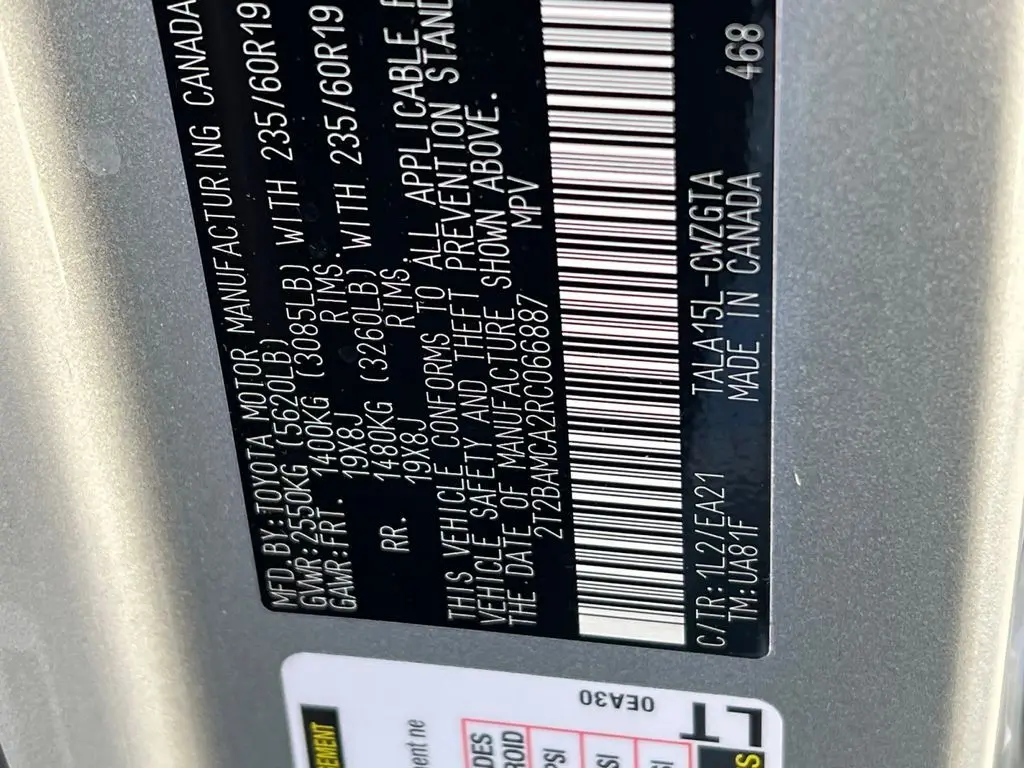 MFD.BY:TOYOTA MOTOR MANUFACTURING CANADA
GVWR:2550KG(5620LB)
GAWR:FRT. 1400KG (3085LB) WITH 235/60R19
19X8J RIMS.
RR. 1480KG (3260LB) WITH 235/60R19
19X8J RIMS.
THIS VEHICLE CONFORMS TO ALL APPLICABLE
VEHICLE SAFETY AND THEFT PREVENTION
THE DATE OF MANUFACTURE SHOWN ABOVE.
2T2BAMCA2RC066887 MPV
C/TR:1L2/EA21 TALA15L-CWZGTA 468
TM:UA81F MADE IN CANADA
0EA30